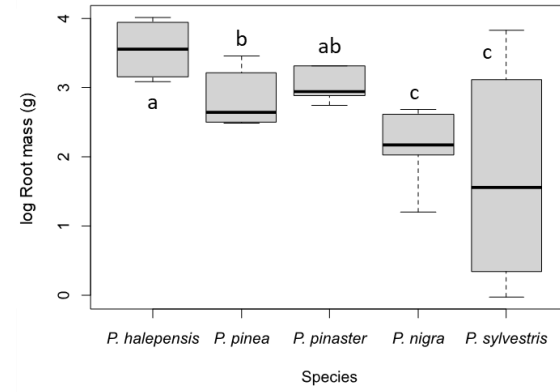 4
3
2
1
0
log Root mass (g)
a
b
ab
c
c
P. halepensis P. pinea P. pinaster P. nigra P. sylvestris
Species